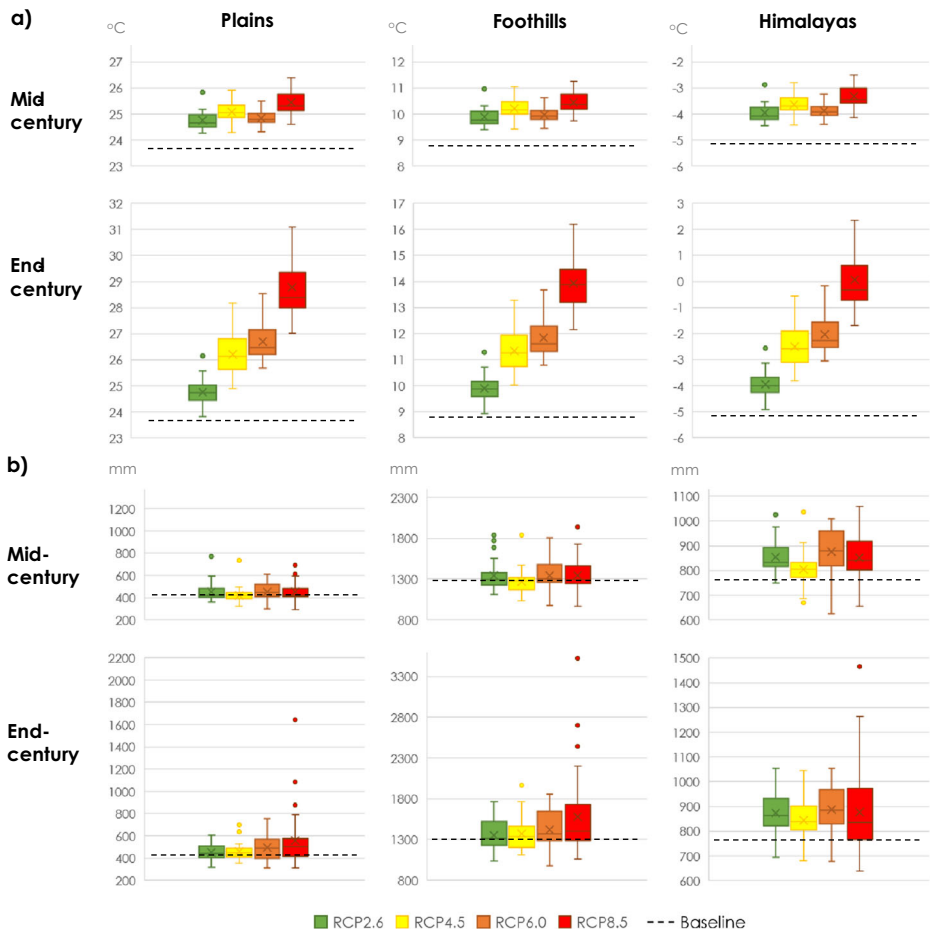 a) Plains Foothills Himalayas
°C °C °C
Mid century
27 26 25 24 23
12 11 10 9 8
-2 -3 -4 -5 -6
End century
32 31 30 29 28 27 26 25 24 23
17 16 15 14 13 12 11 10 9 8
3 2 1 0 -1 -2 -3 -4 -5 -6
b)
mm mm mm
Mid-century
1200 1000 800 600 400 200
2300 1800 1300 800
1100 1000 900 800 700 600
End-century
2200 2000 1800 1600 1400 1200 1000 800 600 400 200
3300 2800 2300 1800 1300 800
1500 1400 1300 1200 1100 1000 900 800 700 600
RCP2.6 RCP4.5 RCP6.0 RCP8.5 Baseline